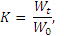 K = W_t / W_0,